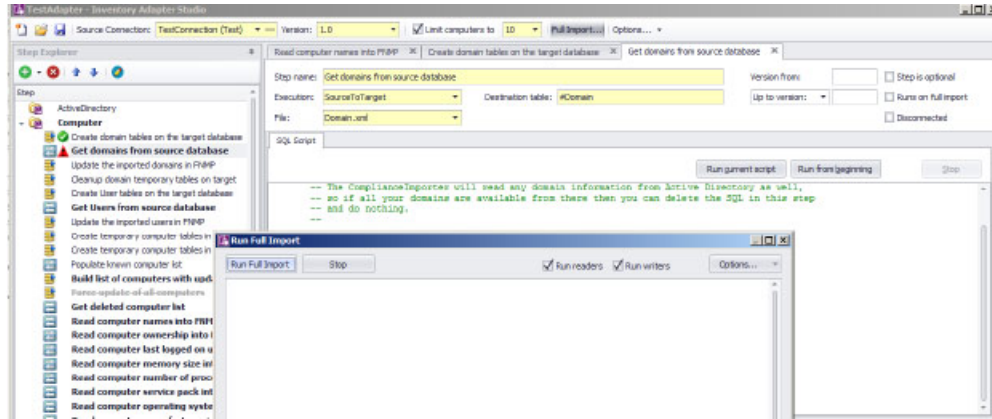 TestAdapter - Inventory Adapter Studio
Source Connection: TestConnection (Test) Version: 1.0 Limit computers to 10 Full Import... Options...
Step Explorer
Read computer names into FNMP Create domain tables on the target database Get domains from source database
Step name: Get domains from source database Version from: Step is optional
Execution: SourceToTarget Destination table: #Domain Up to version: Runs on full import
File: Domain.xml Disconnected
Step
ActiveDirectory
Computer
Create domain tables on the target database
Get domains from source database
Update the imported domains in FNMP
Cleanup domain temporary tables on target
Create User tables on the target database
Get Users from source database
Update the imported users in FNMP
Create temporary computer tables in
Create temporary computer tables in
Populate known computer list
Build list of computers with upd
Force update of all computers
Get deleted computer list
Read computer names into FNM
Read computer ownership into
Read computer last logged on u
Read computer memory size in
Read computer number of proc
Read computer service pack int
Read computer operating syste
SQL Script
Run current script Run from beginning Stop
-- The ComplianceImporter will read any domain information from Active Directory as well,
-- so if all your domains are available from there then you can delete the SQL in this step
-- and do nothing.
--
Run Full Import
Run Full Import Stop Run readers Run writers Options...